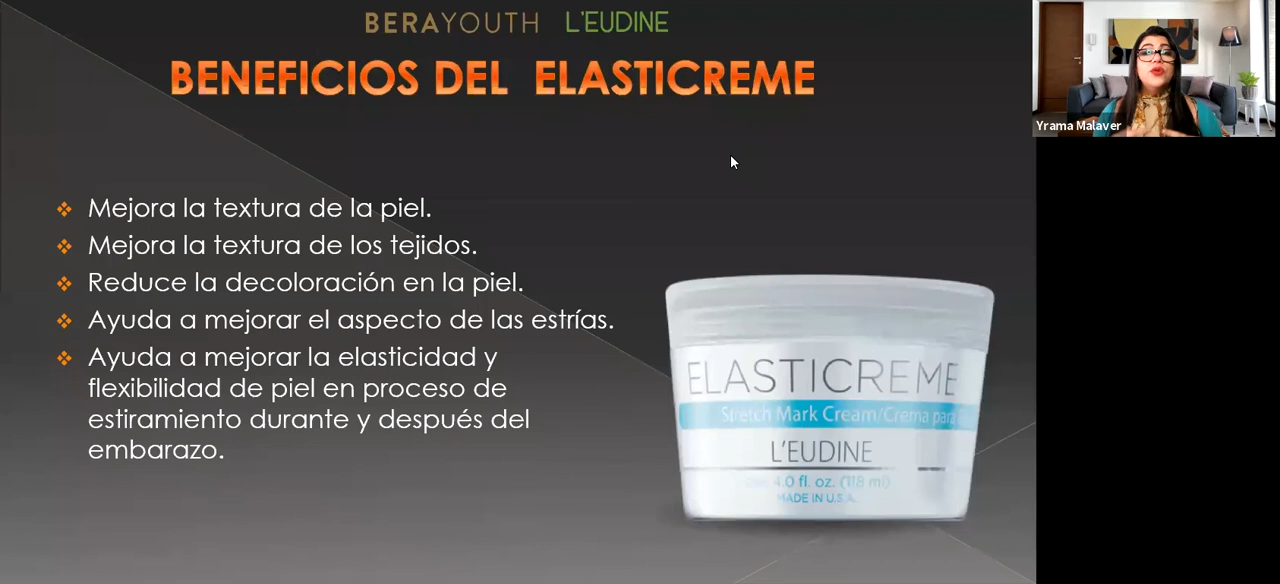 BERAYOUTH L'EUDINE
BENEFICIOS DEL ELASTICREME
Yrama Malaver
Mejora la textura de la piel.
Mejora la textura de los tejidos.
Reduce la decoloración en la piel.
Ayuda a mejorar el aspecto de las estrías.
Ayuda a mejorar la elasticidad y
flexibilidad de piel en proceso de
estiramiento durante y después del
embarazo.
ELASTICREME
Stretch Mark Cream/Crema para
L'EUDINE
4.0 fl. oz. (118 ml)
MADE IN U.S.A.